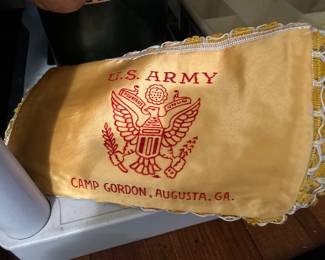 U.S. ARMY
CAMP GORDON, AUGUSTA, GA.